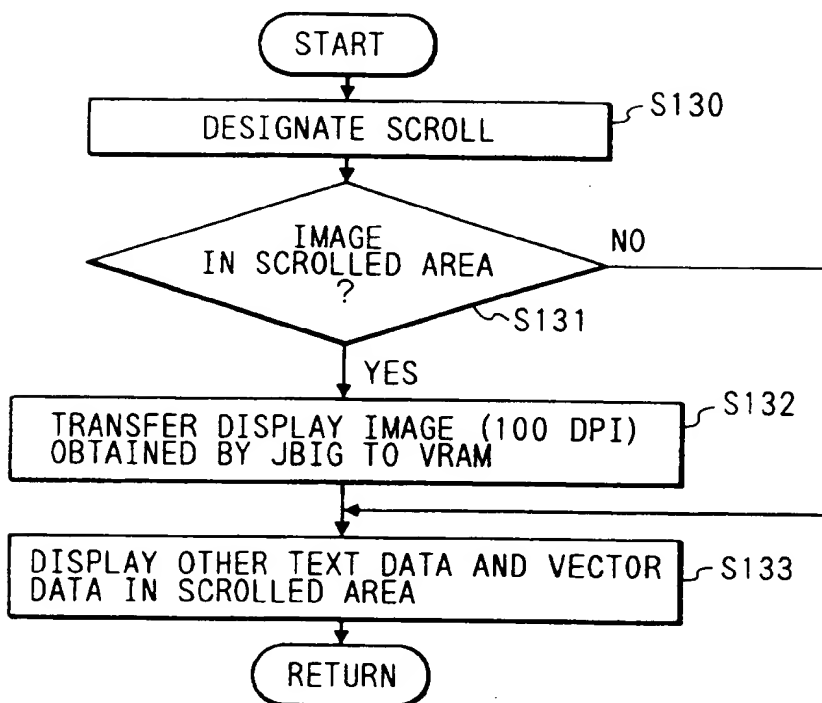 START
DESIGNATE SCROLL
S130
IMAGE
IN SCROLLED AREA
?
NO
S131
YES
TRANSFER DISPLAY IMAGE (100 DPI)
OBTAINED BY JBIG TO VRAM
S132
DISPLAY OTHER TEXT DATA AND VECTOR
DATA IN SCROLLED AREA
S133
RETURN